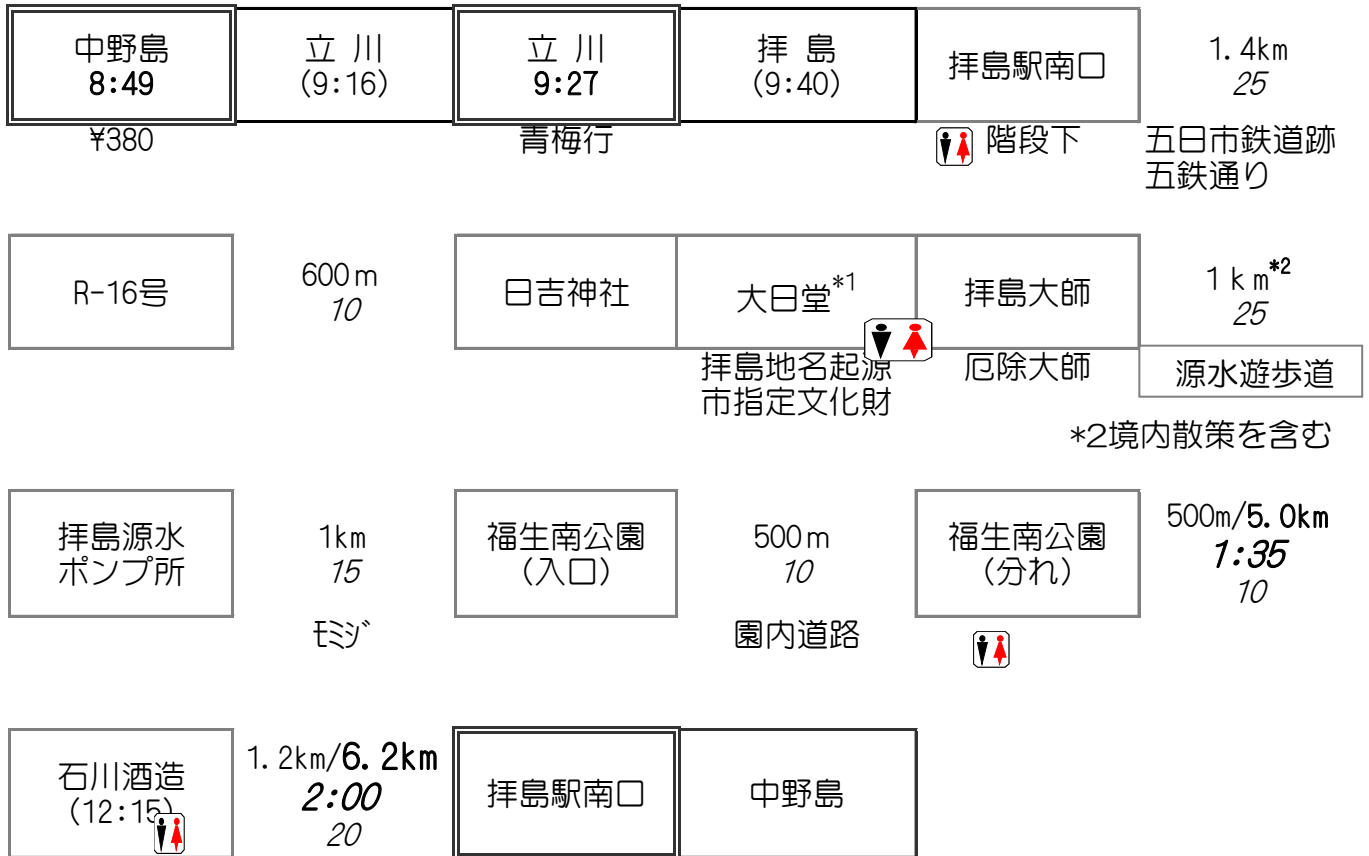 中野島 立 川 立 川 拝 島 拝島駅南口 1.4km
8:49 (9:16) 9:27 (9:40) 25
¥380 青梅行 階段下 五日市鉄道跡
五鉄通り
R-16号 600m 日吉神社 大日堂*1 拝島大師 1km*2
10 25
拝島地名起源 厄除大師 源水遊歩道
市指定文化財
*2境内散策を含む
拝島源水 1km 福生南公園 500m 福生南公園 500m/5.0km
ポンプ所 15 (入口) 10 (分れ) 1:35
10
モミジ 園内道路
石川酒造 1.2km/6.2km 拝島駅南口 中野島
(12:15) 2:00
20